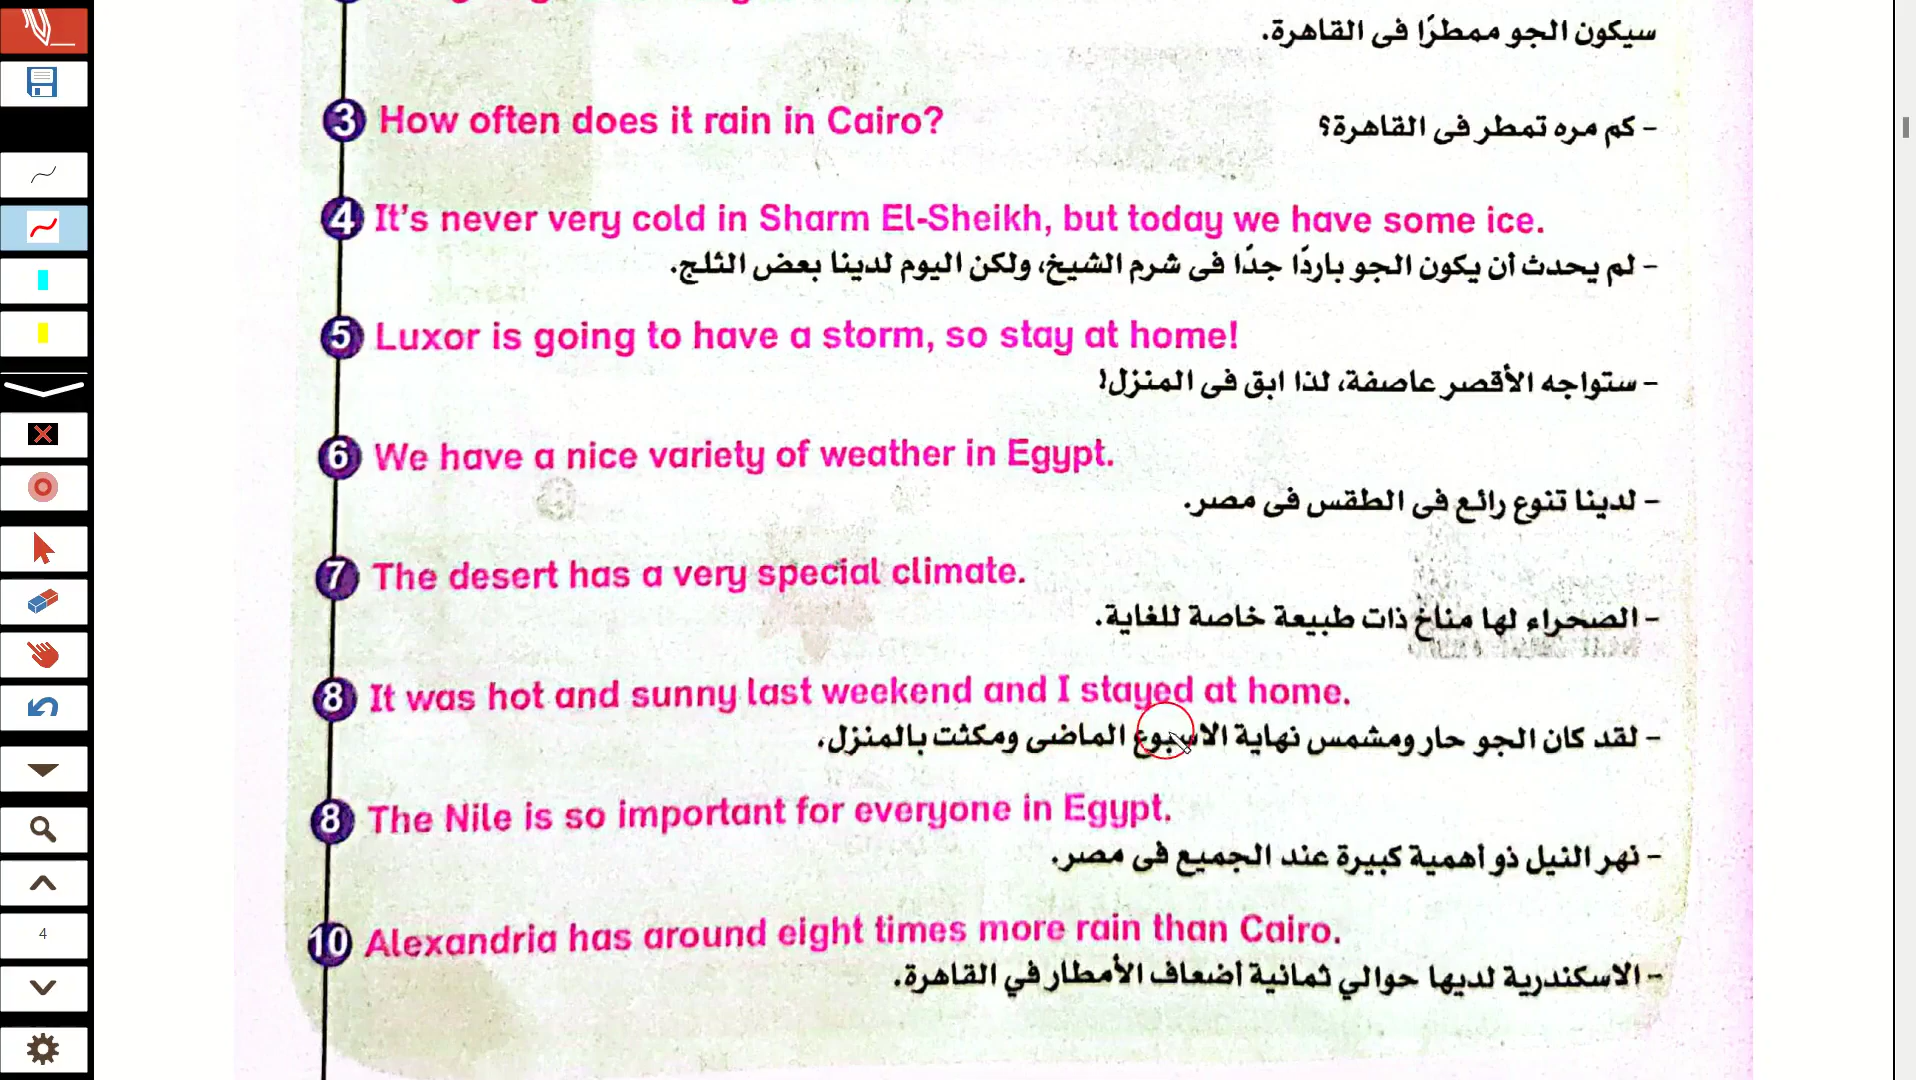 سيكون الجو ممطرًا فى القاهرة.
3 How often does it rain in Cairo?
- كم مره تمطر فى القاهرة؟
4 It's never very cold in Sharm El-Sheikh, but today we have some ice.
- لم يحدث أن يكون الجو باردًا جدًا فى شرم الشيخ، ولكن اليوم لدينا بعض الثلج.
5 Luxor is going to have a storm, so stay at home!
- ستواجه الأقصر عاصفة، لذا ابق فى المنزل!
6 We have a nice variety of weather in Egypt.
- لدينا تنوع رائع فى الطقس فى مصر.
7 The desert has a very special climate.
- الصحراء لها مناخ ذات طبيعة خاصة للغاية.
8 It was hot and sunny last weekend and I stayed at home.
- لقد كان الجو حار ومشمس نهاية الاسبوع الماضى ومكثت بالمنزل.
8 The Nile is so important for everyone in Egypt.
- نهر النيل ذو أهمية كبيرة عند الجميع فى مصر.
10 Alexandria has around eight times more rain than Cairo.
- الاسكندرية لديها حوالي ثمانية أضعاف الأمطار في القاهرة.
4